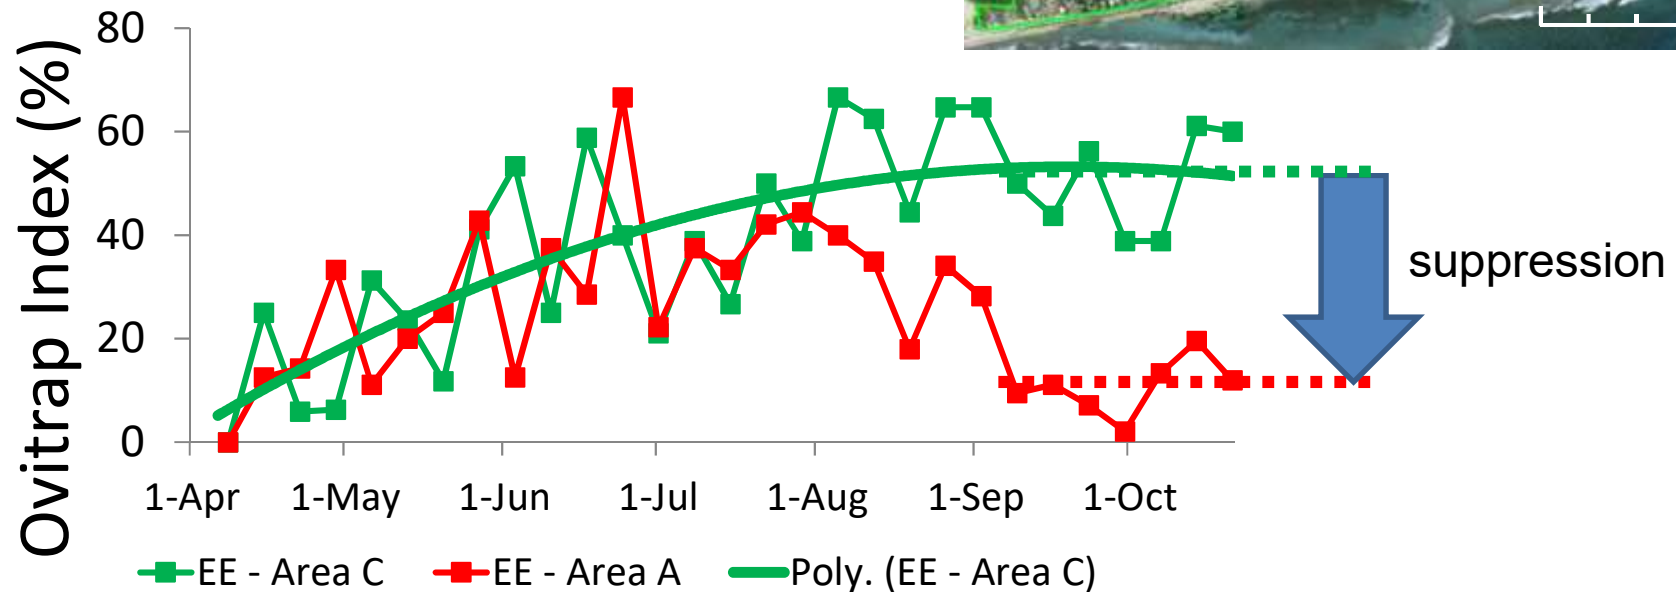 Ovitrap Index (%)
80
60
40
20
0
1-Apr 1-May 1-Jun 1-Jul 1-Aug 1-Sep 1-Oct
suppression
EE - Area C EE - Area A Poly. (EE - Area C)